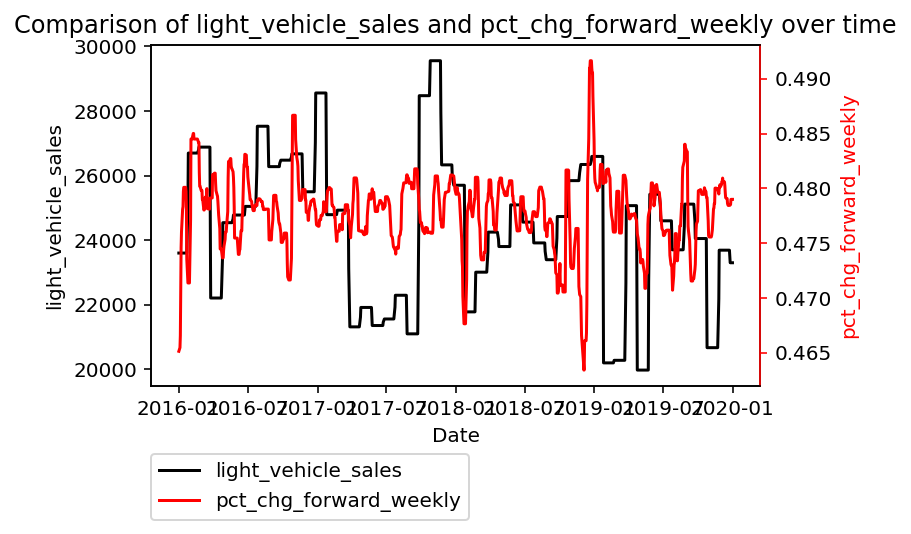 Comparison of light_vehicle_sales and pct_chg_forward_weekly over time
30000
28000
26000
24000
22000
20000
light_vehicle_sales
0.490
0.485
0.480
0.475
0.470
0.465
pct_chg_forward_weekly
2016-01 2016-07 2017-01 2017-07 2018-01 2018-07 2019-01 2019-07 2020-01
Date
light_vehicle_sales
pct_chg_forward_weekly